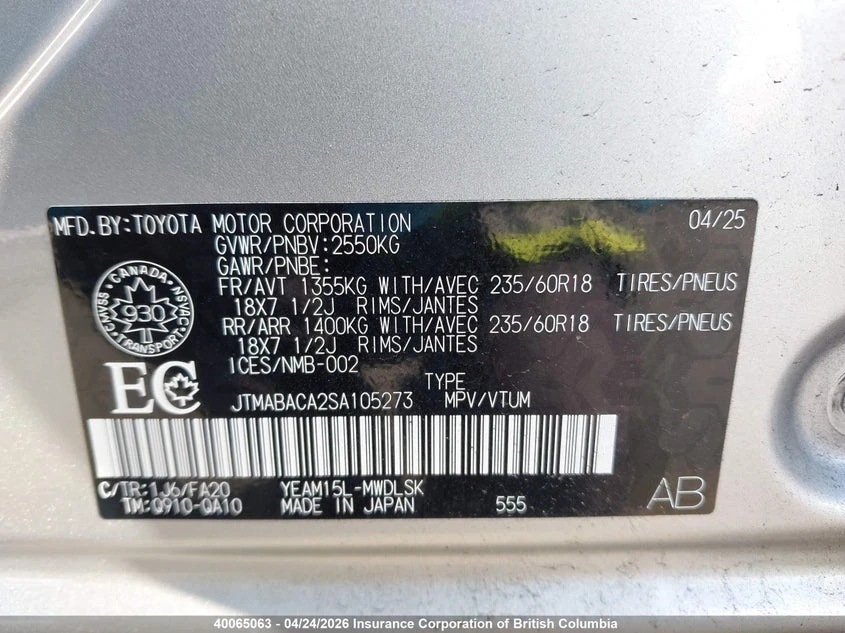 MFD.BY:TOYOTA MOTOR CORPORATION 04/25
GVWR/PNBV:2550KG
GAWR/PNBE:
FR/AVT 1355KG WITH/AVEC 235/60R18 TIRES/PNEUS
18X7 1/2J RIMS/JANTES
RR/ARR 1400KG WITH/AVEC 235/60R18 TIRES/PNEUS
18X7 1/2J RIMS/JANTES
ICES/NMB-002
CANADA
CMVSS 930 NSVAC
TRANSPORT
EC
TYPE
JTMABACA2SA105273 MPV/VTUM
C/TR:1J6/FA20 YEAM15L-MWDLSK
TM:0910-QA10 MADE IN JAPAN 555 AB
40065063 - 04/24/2026 Insurance Corporation of British Columbia